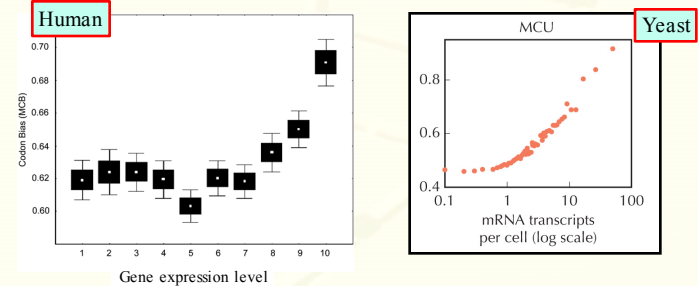 Human
0.70
0.68
0.66
0.64
0.62
0.60
Codon Bias (MCB)
1 2 3 4 5 6 7 8 9 10
Gene expression level
Yeast
MCU
0.8
0.6
0.4
0.1 1 10 100
mRNA transcripts
per cell (log scale)